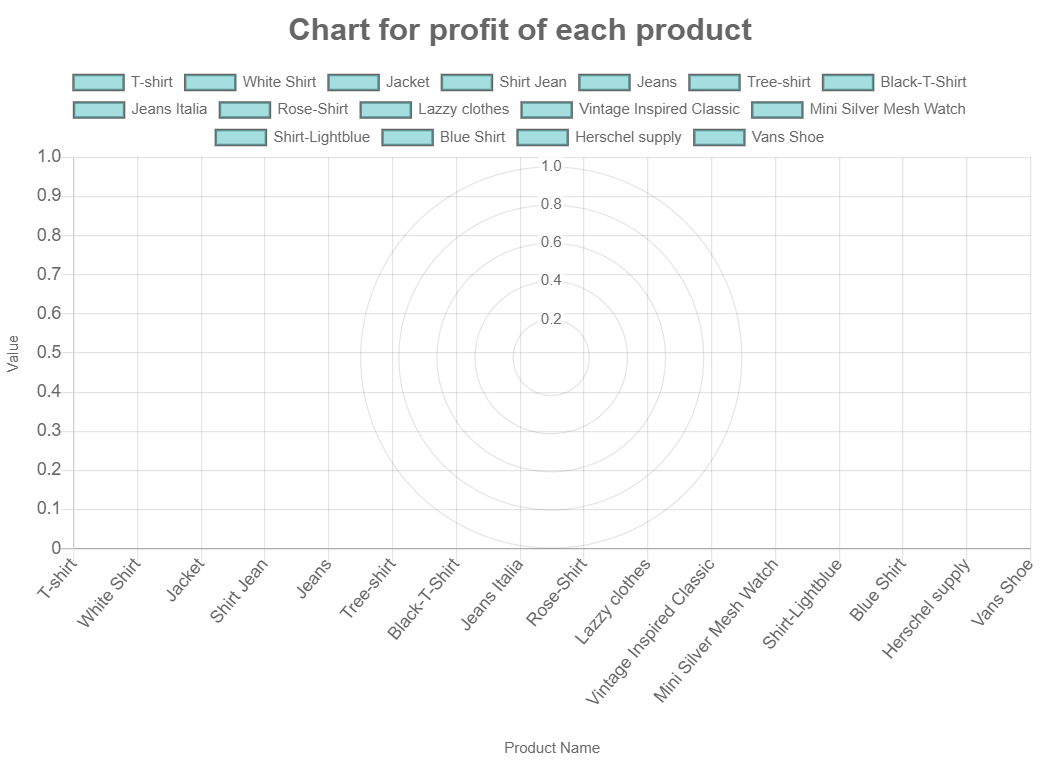 Chart for profit of each product
T-shirt White Shirt Jacket Shirt Jean Jeans Tree-shirt Black-T-Shirt
Jeans Italia Rose-Shirt Lazzy clothes Vintage Inspired Classic Mini Silver Mesh Watch
Shirt-Lightblue Blue Shirt Herschel supply Vans Shoe
1.0
0.9
0.8
0.7
0.6
0.5
0.4
0.3
0.2
0.1
0
Value
1.0
0.8
0.6
0.4
0.2
T-shirt
White Shirt
Jacket
Shirt Jean
Jeans
Tree-shirt
Black-T-Shirt
Jeans Italia
Rose-Shirt
Lazzy clothes
Vintage Inspired Classic
Mini Silver Mesh Watch
Shirt-Lightblue
Blue Shirt
Herschel supply
Vans Shoe
Product Name